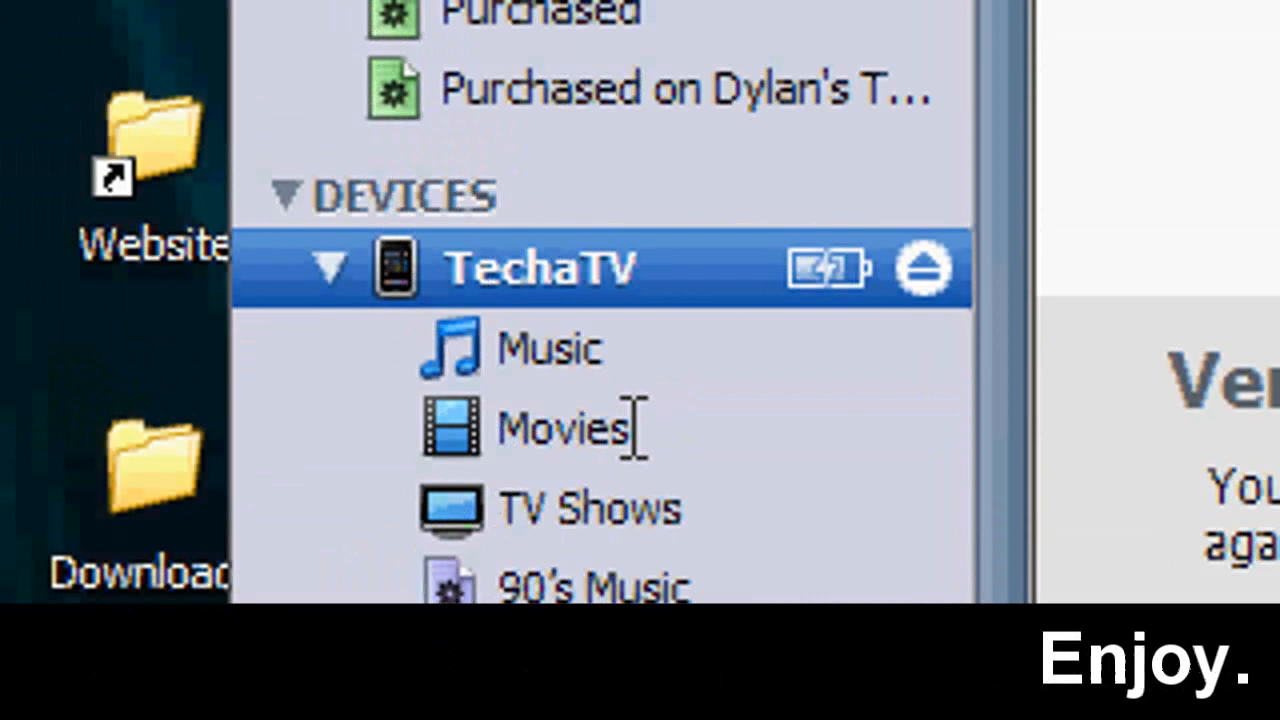 Purchased
Purchased on Dylan's T...
DEVICES
TechaTV
Music
Movies
TV Shows
90's Music
Website
Download
Ver
You
aga
Enjoy.